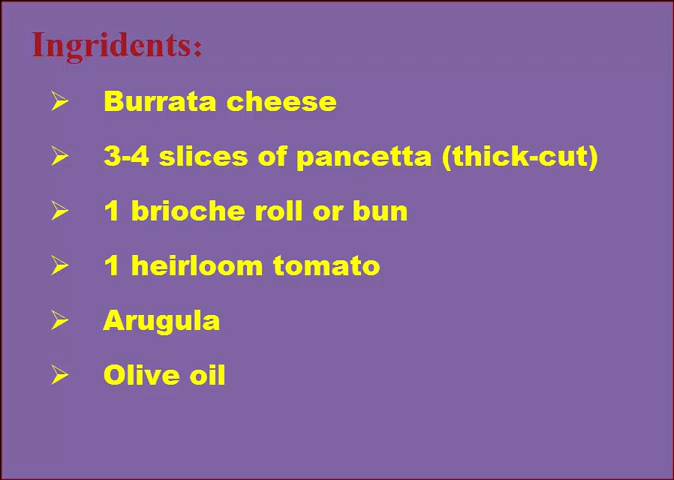 Ingridents:
Burrata cheese
3-4 slices of pancetta (thick-cut)
1 brioche roll or bun
1 heirloom tomato
Arugula
Olive oil